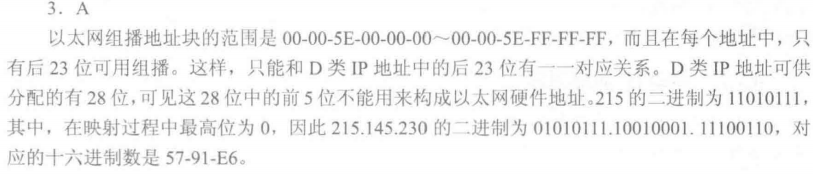 3. A
以太网组播地址块的范围是 00-00-5E-00-00-00～00-00-5E-FF-FF-FF，而且在每个地址中，只
有后 23 位可用组播。这样，只能和 D 类 IP 地址中的后 23 位有一一对应关系。D 类 IP 地址可供
分配的有 28 位，可见这 28 位中的前 5 位不能用来构成以太网硬件地址。215 的二进制为 11010111，
其中，在映射过程中最高位为 0，因此 215.145.230 的二进制为 01010111.10010001. 11100110，对
应的十六进制数是 57-91-E6。